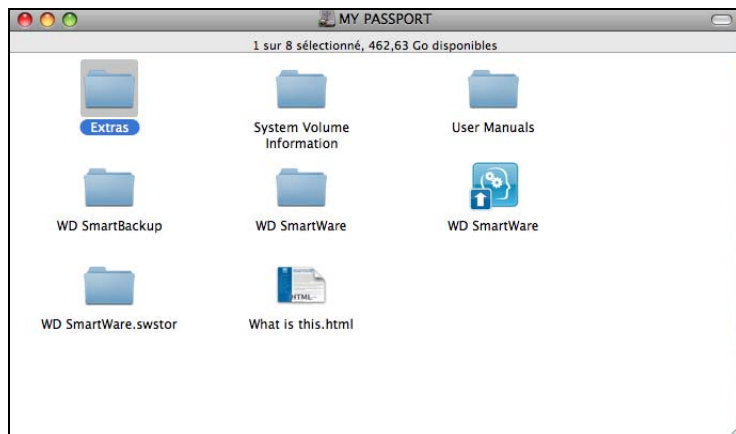 MY PASSPORT
1 sur 8 sélectionné, 462,63 Go disponibles
Extras
System Volume
Information
User Manuals
WD SmartBackup
WD SmartWare
WD SmartWare
WD SmartWare.swstor
HTML
What is this.html